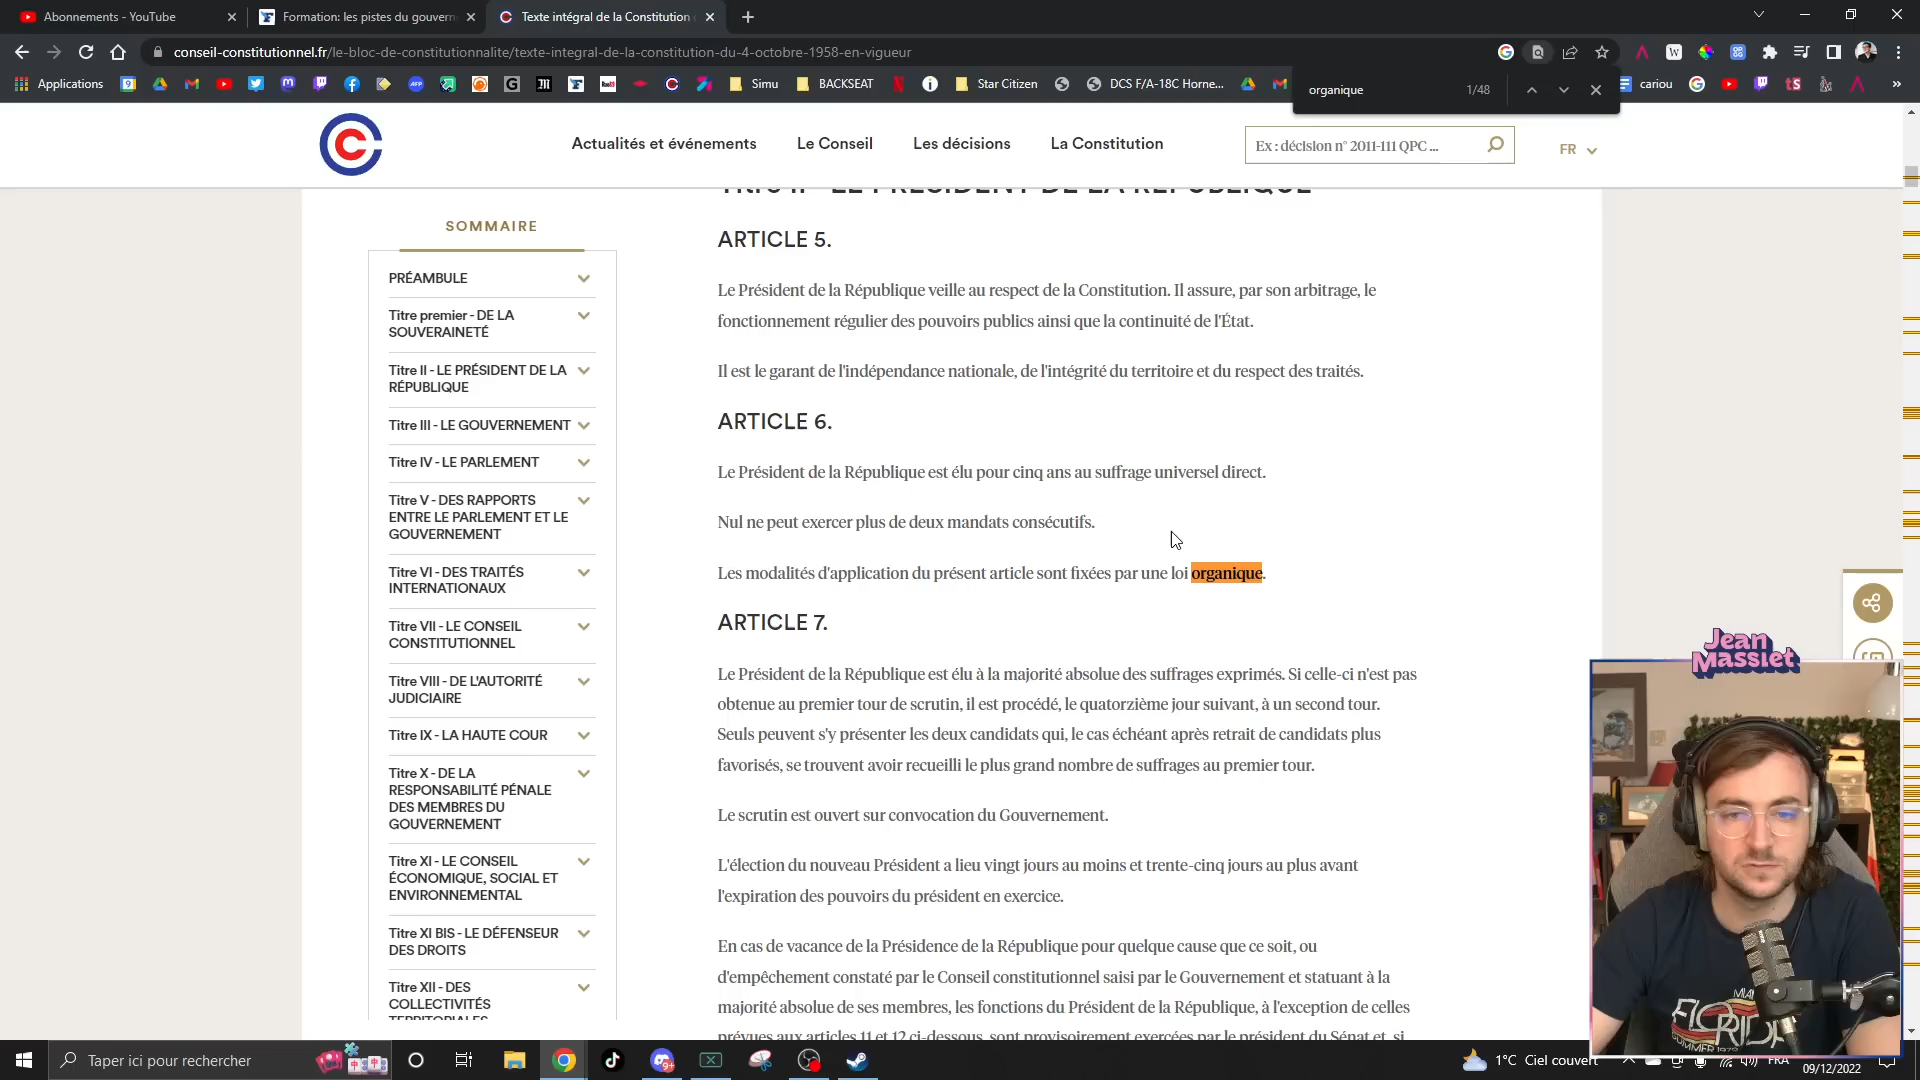 Abonnements - YouTube
Formation: les pistes du gouvern
Texte intégral de la Constitution
conseil-constitutionnel.fr/le-bloc-de-constitutionnalite/texte-integral-de-la-constitution-du-4-octobre-1958-en-vigueur
Applications
Simu
BACKSEAT
Star Citizen
DCS F/A-18C Horne...
cariou
organique
1/48
Actualités et événements
Le Conseil
Les décisions
La Constitution
Ex : décision n° 2011-111 QPC ...
FR
Titre II - LE PRÉSIDENT DE LA RÉPUBLIQUE
SOMMAIRE
PRÉAMBULE
Titre premier - DE LA
SOUVERAINETÉ
Titre II - LE PRÉSIDENT DE LA
RÉPUBLIQUE
Titre III - LE GOUVERNEMENT
Titre IV - LE PARLEMENT
Titre V - DES RAPPORTS
ENTRE LE PARLEMENT ET LE
GOUVERNEMENT
Titre VI - DES TRAITÉS
INTERNATIONAUX
Titre VII - LE CONSEIL
CONSTITUTIONNEL
Titre VIII - DE L'AUTORITÉ
JUDICIAIRE
Titre IX - LA HAUTE COUR
Titre X - DE LA
RESPONSABILITÉ PÉNALE
DES MEMBRES DU
GOUVERNEMENT
Titre XI - LE CONSEIL
ÉCONOMIQUE, SOCIAL ET
ENVIRONNEMENTAL
Titre XI BIS - LE DÉFENSEUR
DES DROITS
Titre XII - DES
COLLECTIVITÉS
TERRITORIALES
ARTICLE 5.
Le Président de la République veille au respect de la Constitution. Il assure, par son arbitrage, le
fonctionnement régulier des pouvoirs publics ainsi que la continuité de l'État.
Il est le garant de l'indépendance nationale, de l'intégrité du territoire et du respect des traités.
ARTICLE 6.
Le Président de la République est élu pour cinq ans au suffrage universel direct.
Nul ne peut exercer plus de deux mandats consécutifs.
Les modalités d'application du présent article sont fixées par une loi organique.
ARTICLE 7.
Le Président de la République est élu à la majorité absolue des suffrages exprimés. Si celle-ci n'est pas
obtenue au premier tour de scrutin, il est procédé, le quatorzième jour suivant, à un second tour.
Seuls peuvent s'y présenter les deux candidats qui, le cas échéant après retrait de candidats plus
favorisés, se trouvent avoir recueilli le plus grand nombre de suffrages au premier tour.
Le scrutin est ouvert sur convocation du Gouvernement.
L'élection du nouveau Président a lieu vingt jours au moins et trente-cinq jours au plus avant
l'expiration des pouvoirs du président en exercice.
En cas de vacance de la Présidence de la République pour quelque cause que ce soit, ou
d'empêchement constaté par le Conseil constitutionnel saisi par le Gouvernement et statuant à la
majorité absolue de ses membres, les fonctions du Président de la République, à l'exception de celles
prévues aux articles 11 et 12 ci-dessous, sont provisoirement exercées par le président du Sénat et, si
Jean
Massiet
Taper ici pour rechercher
1°C Ciel couvert
FRA
09/12/2022